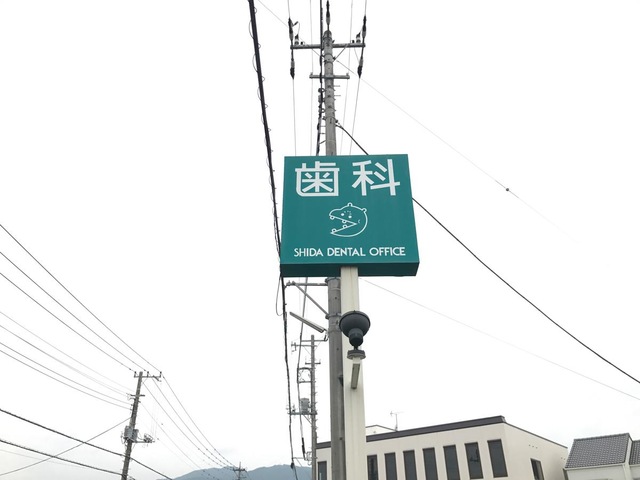 歯科
SHIDA DENTAL OFFICE